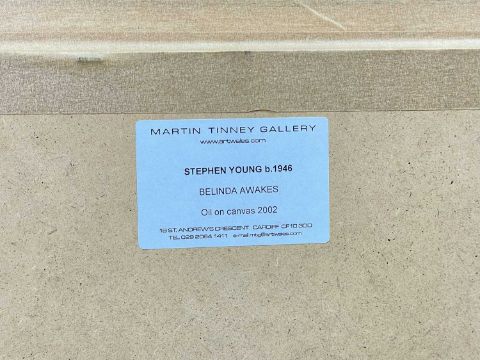 MARTIN TINNEY GALLERY
www.artwales.com
STEPHEN YOUNG b.1946
BELINDA AWAKES
Oil on canvas 2002
18 ST. ANDREW'S CRESCENT CARDIFF CF10 3DD
TEL 029 2064 1411 e-mail.mtg@artwales.com